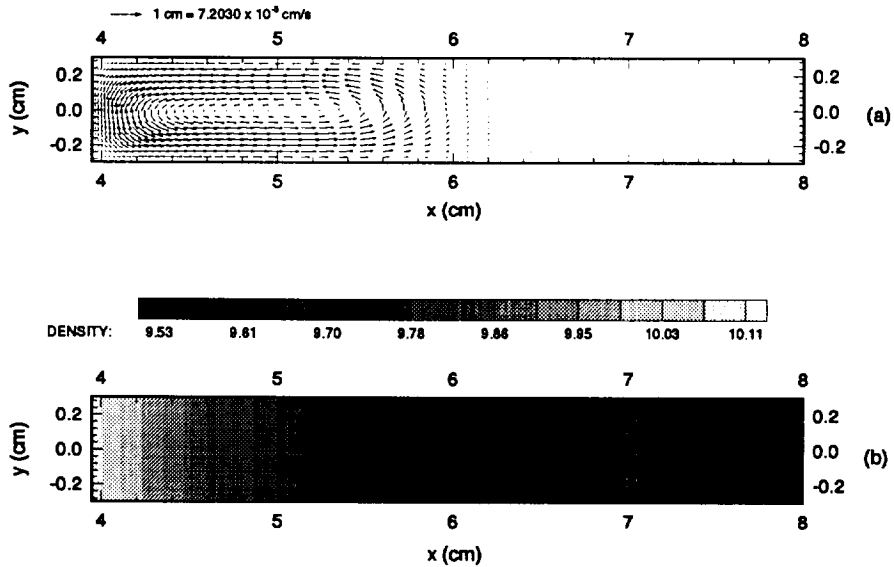 1 cm = 7.2030 x 10⁻⁵ cm/s
4 5 6 7 8
0.2 0.2
y (cm) 0.0 0.0 (a)
-0.2 -0.2
4 5 6 7 8
x (cm)
DENSITY: 9.53 9.61 9.70 9.78 9.86 9.95 10.03 10.11
4 5 6 7 8
0.2 0.2
y (cm) 0.0 0.0 (b)
-0.2 -0.2
4 5 6 7 8
x (cm)